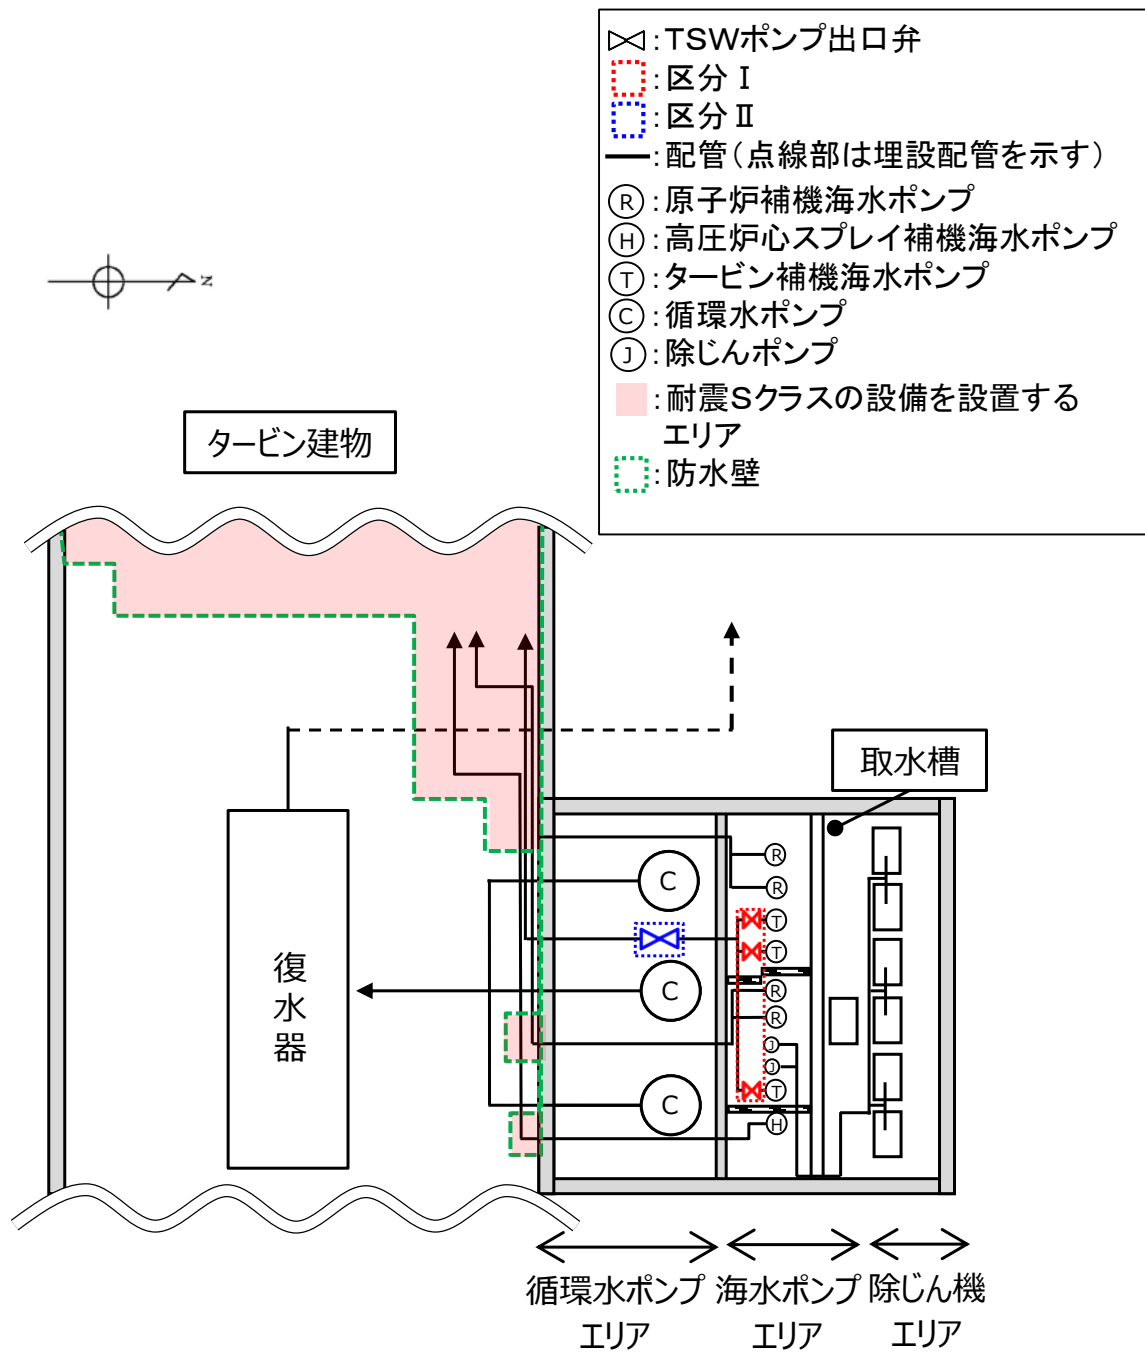 :TSWポンプ出口弁
:区分Ⅰ
:区分Ⅱ
:配管(点線部は埋設配管を示す)
R:原子炉補機海水ポンプ
H:高圧炉心スプレイ補機海水ポンプ
T:タービン補機海水ポンプ
C:循環水ポンプ
J:除じんポンプ
:耐震Sクラスの設備を設置する
エリア
:防水壁
N
タービン建物
取水槽
R
C
R
T
T
復水器
C
R
R
J
J
C
T
H
循環水ポンプ
エリア
海水ポンプ
エリア
除じん機
エリア